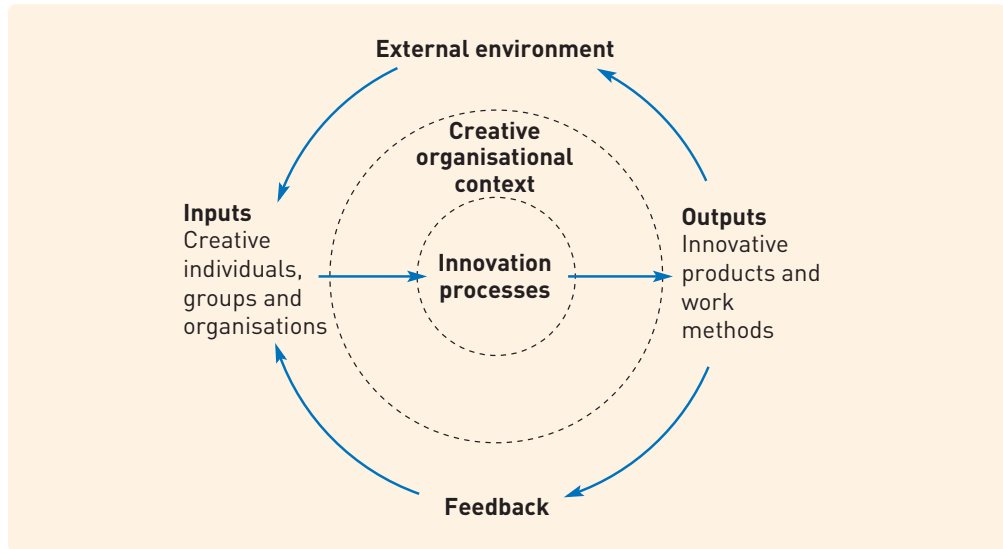 External environment
Creative
organisational
context
Inputs
Creative
individuals,
groups and
organisations
Innovation
processes
Outputs
Innovative
products and
work
methods
Feedback